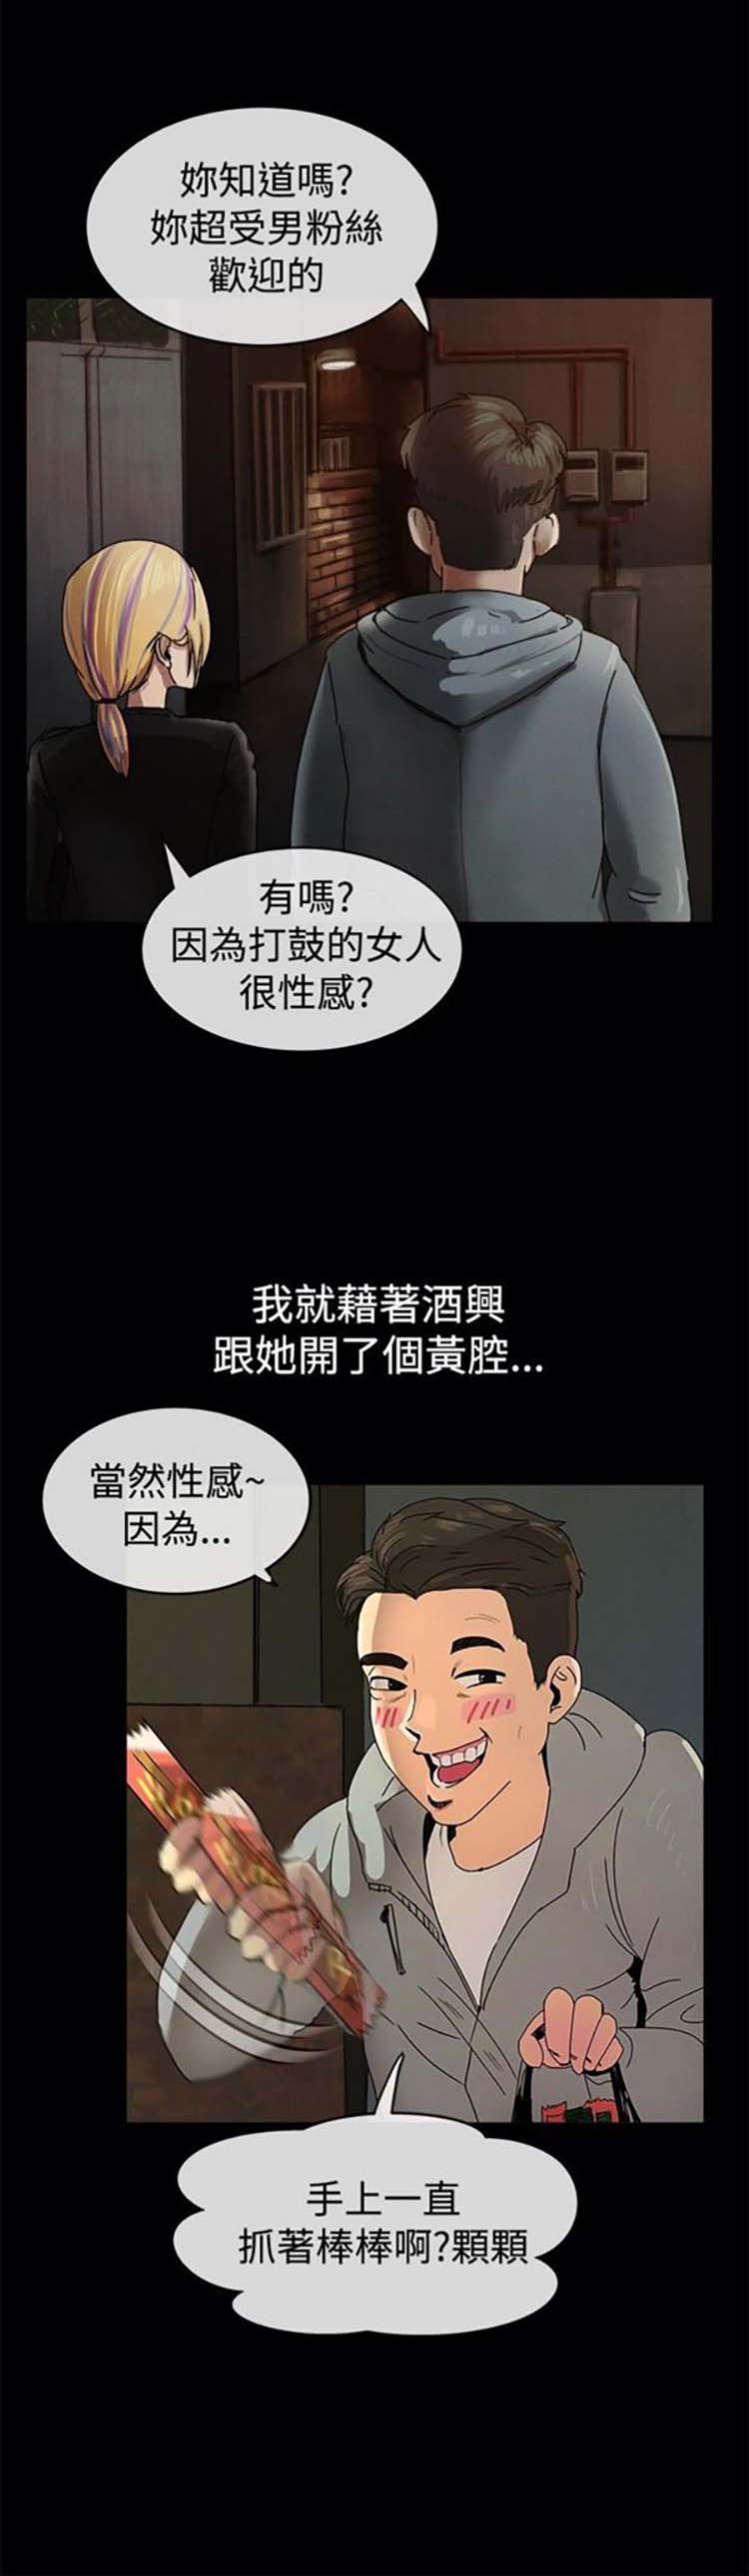 妳知道嗎?
妳超受男粉絲
歡迎的
有嗎?
因為打鼓的女人
很性感?
我就藉著酒興
跟她開了個黃腔...
當然性感~
因為...
手上一直
抓著棒棒啊?顆顆